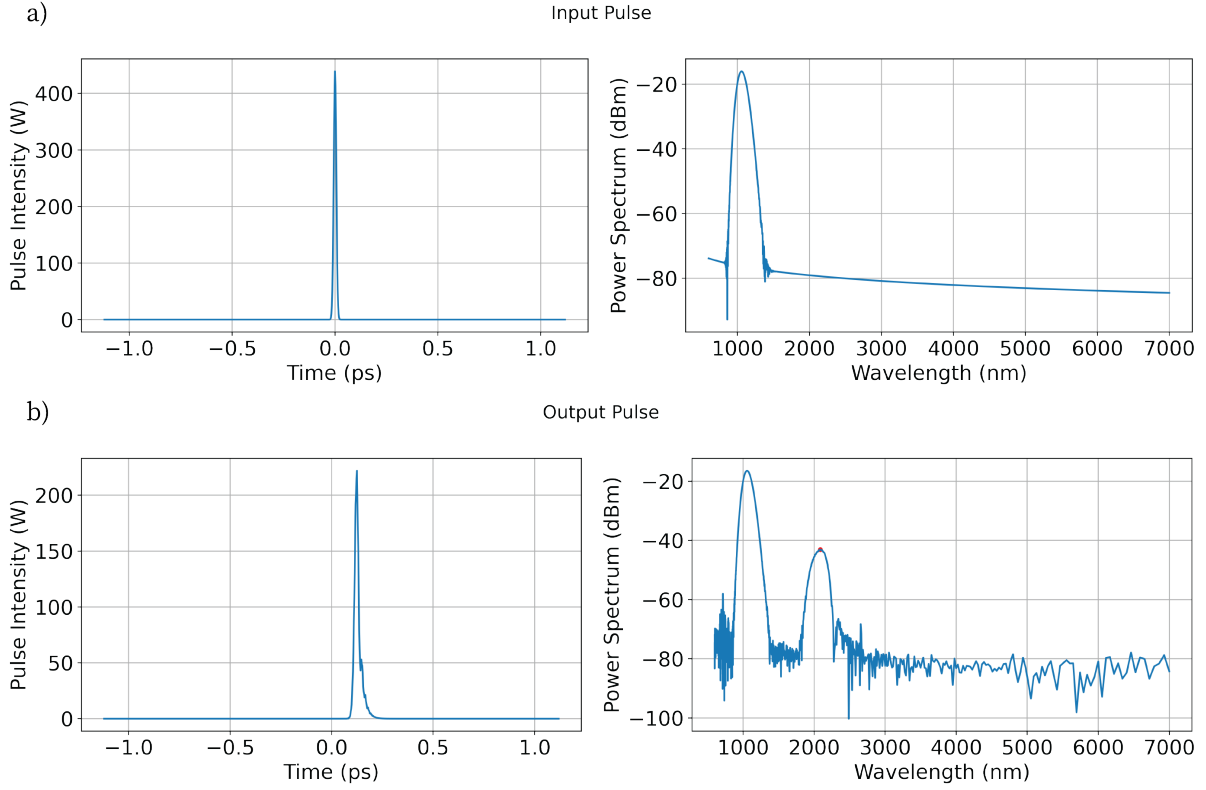 a)
Input Pulse
Pulse Intensity (W)
400
300
200
100
0
−1.0 −0.5 0.0 0.5 1.0
Time (ps)
Power Spectrum (dBm)
−20
−40
−60
−80
1000 2000 3000 4000 5000 6000 7000
Wavelength (nm)
b)
Output Pulse
Pulse Intensity (W)
200
150
100
50
0
−1.0 −0.5 0.0 0.5 1.0
Time (ps)
Power Spectrum (dBm)
−20
−40
−60
−80
−100
1000 2000 3000 4000 5000 6000 7000
Wavelength (nm)